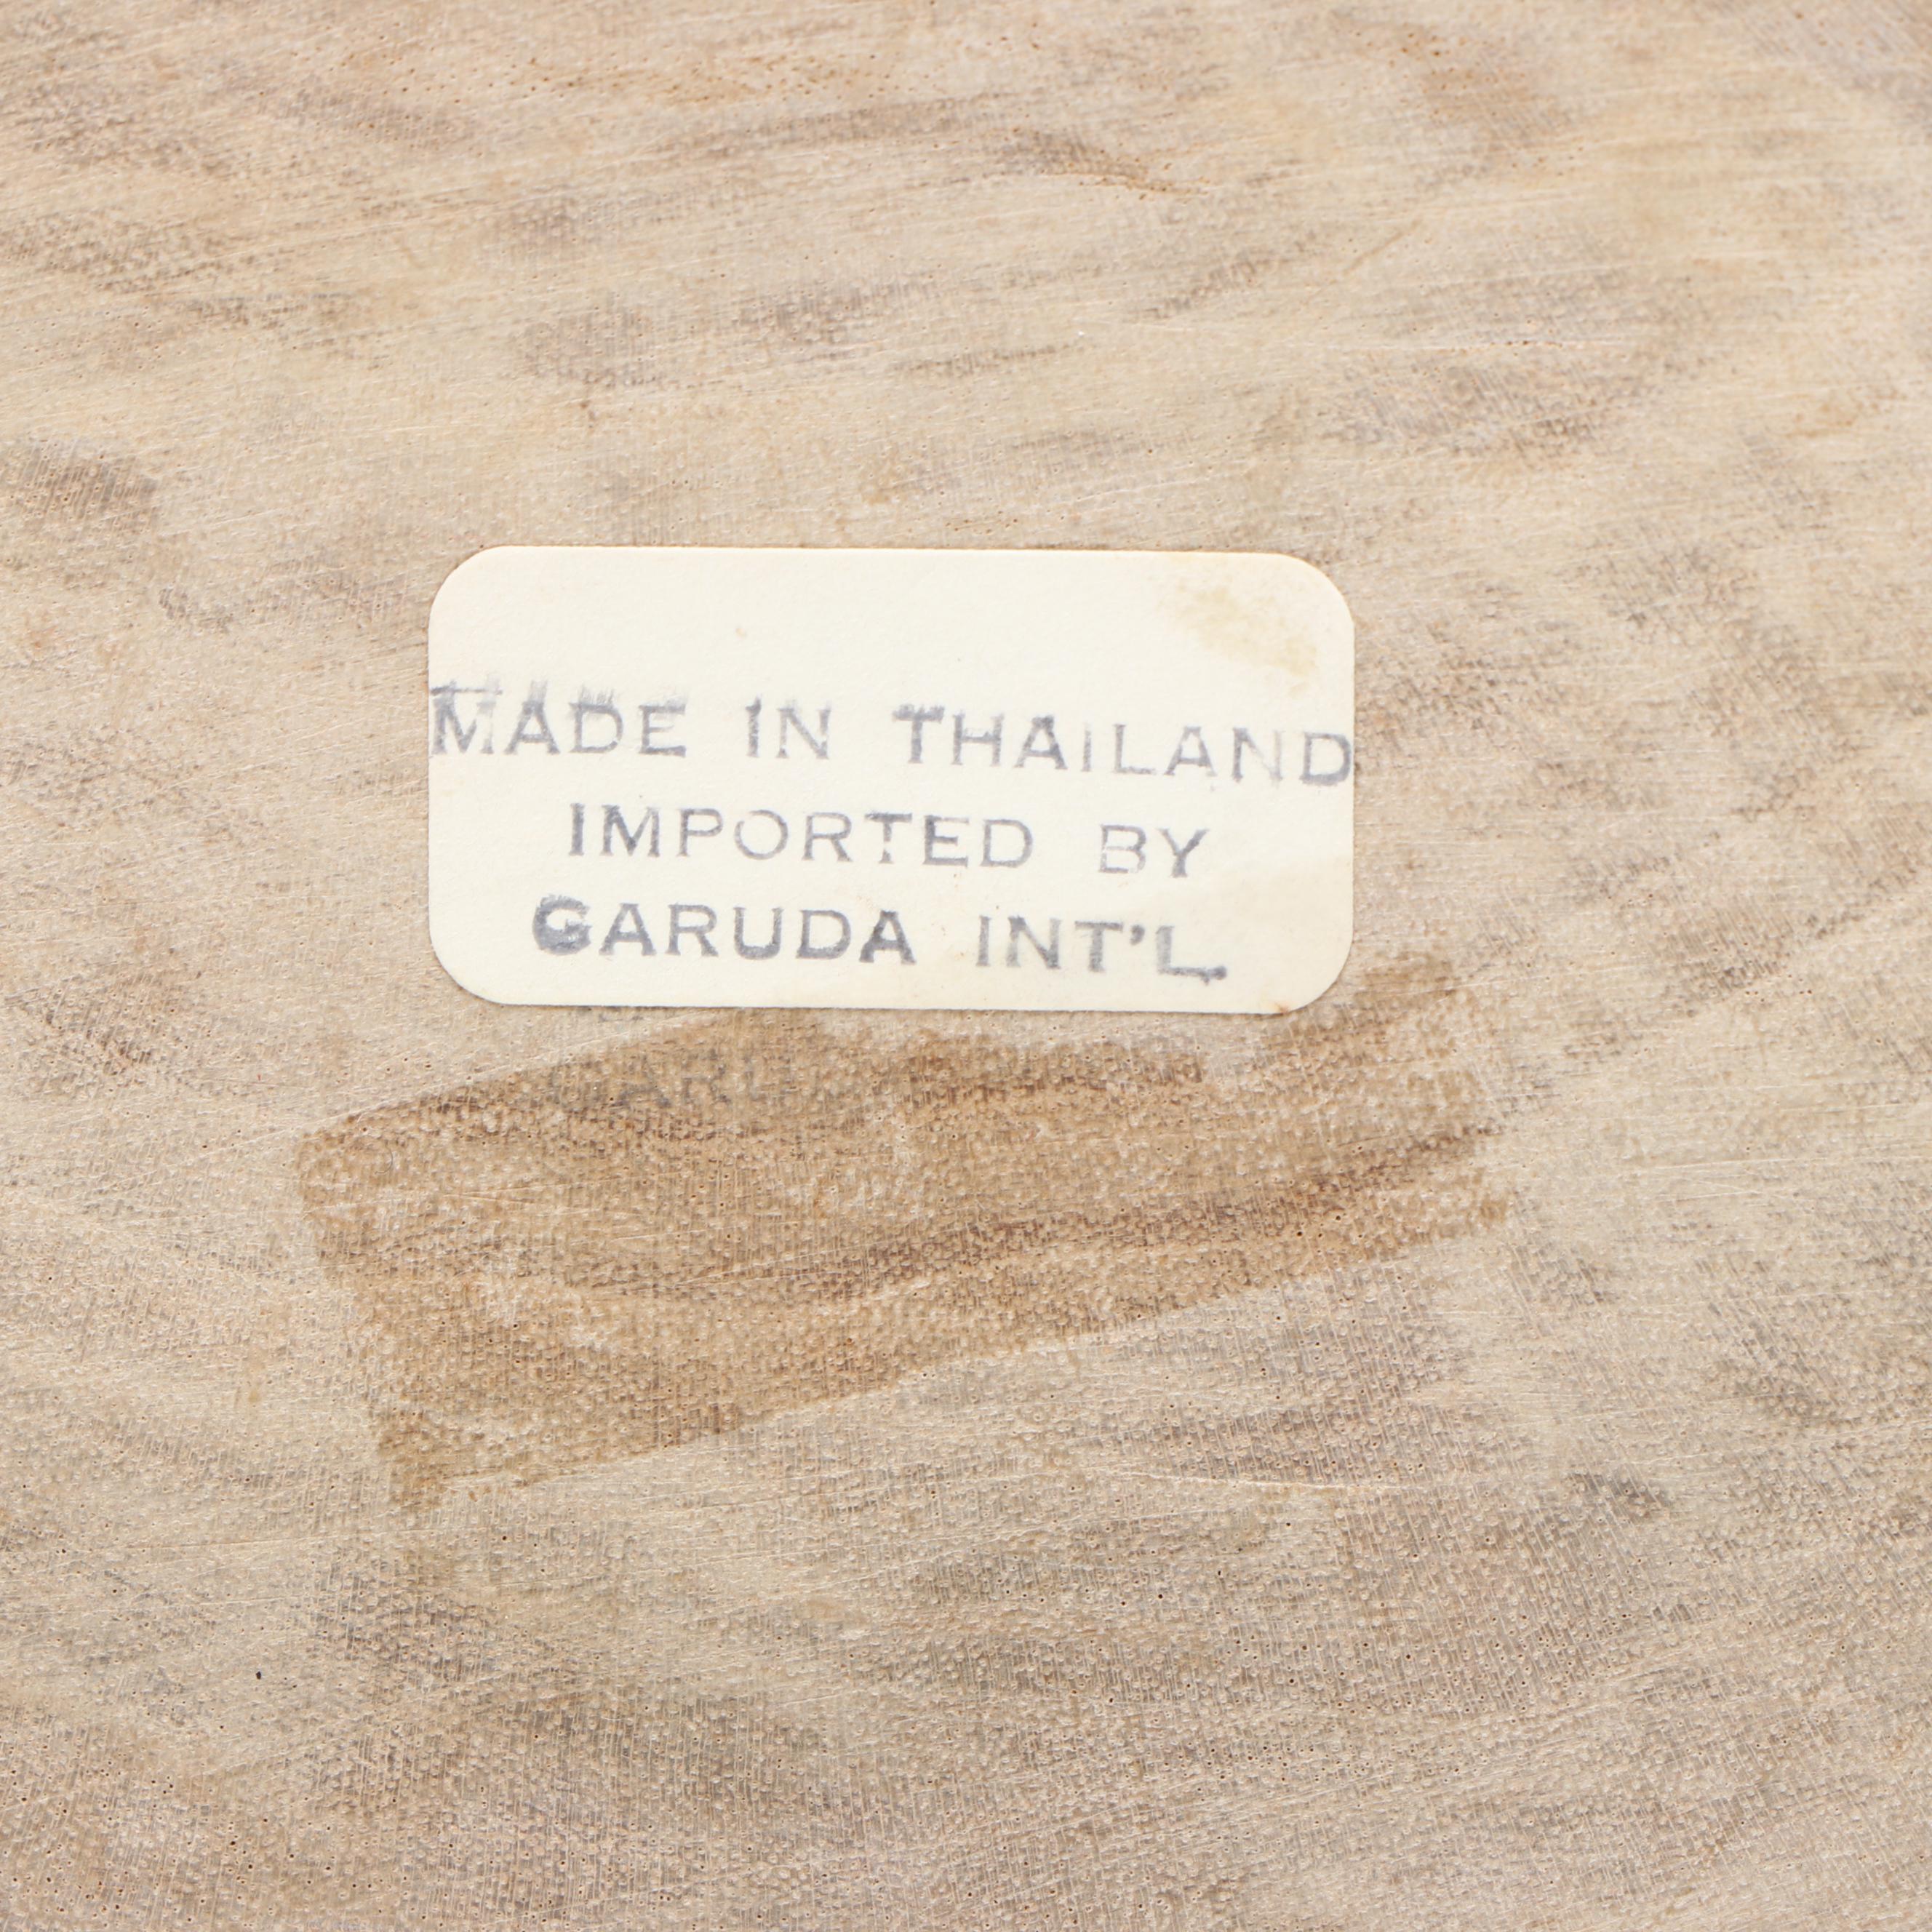 MADE IN THAILAND
IMPORTED BY
GARUDA INT'L.